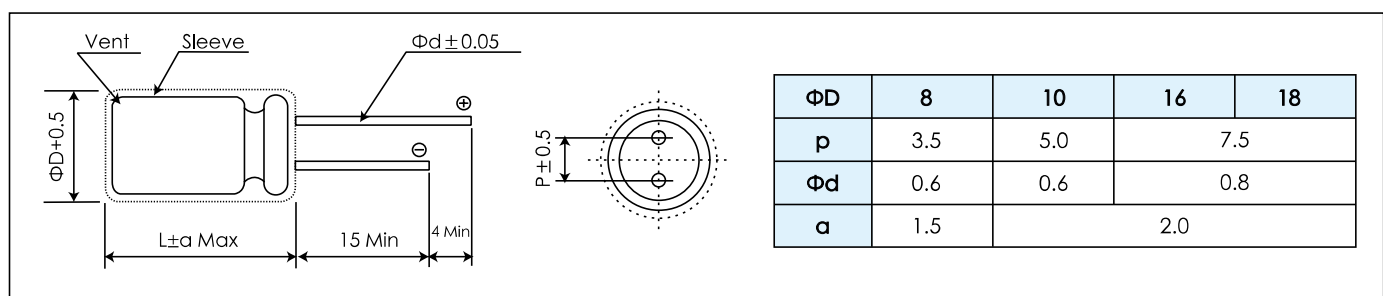 Vent
Sleeve
Φd±0.05
⊕
⊖
ΦD+0.5
L±a Max
15 Min
4 Min
P±0.5
ΦD 8 10 16 18
p 3.5 5.0 7.5
Φd 0.6 0.6 0.8
a 1.5 2.0